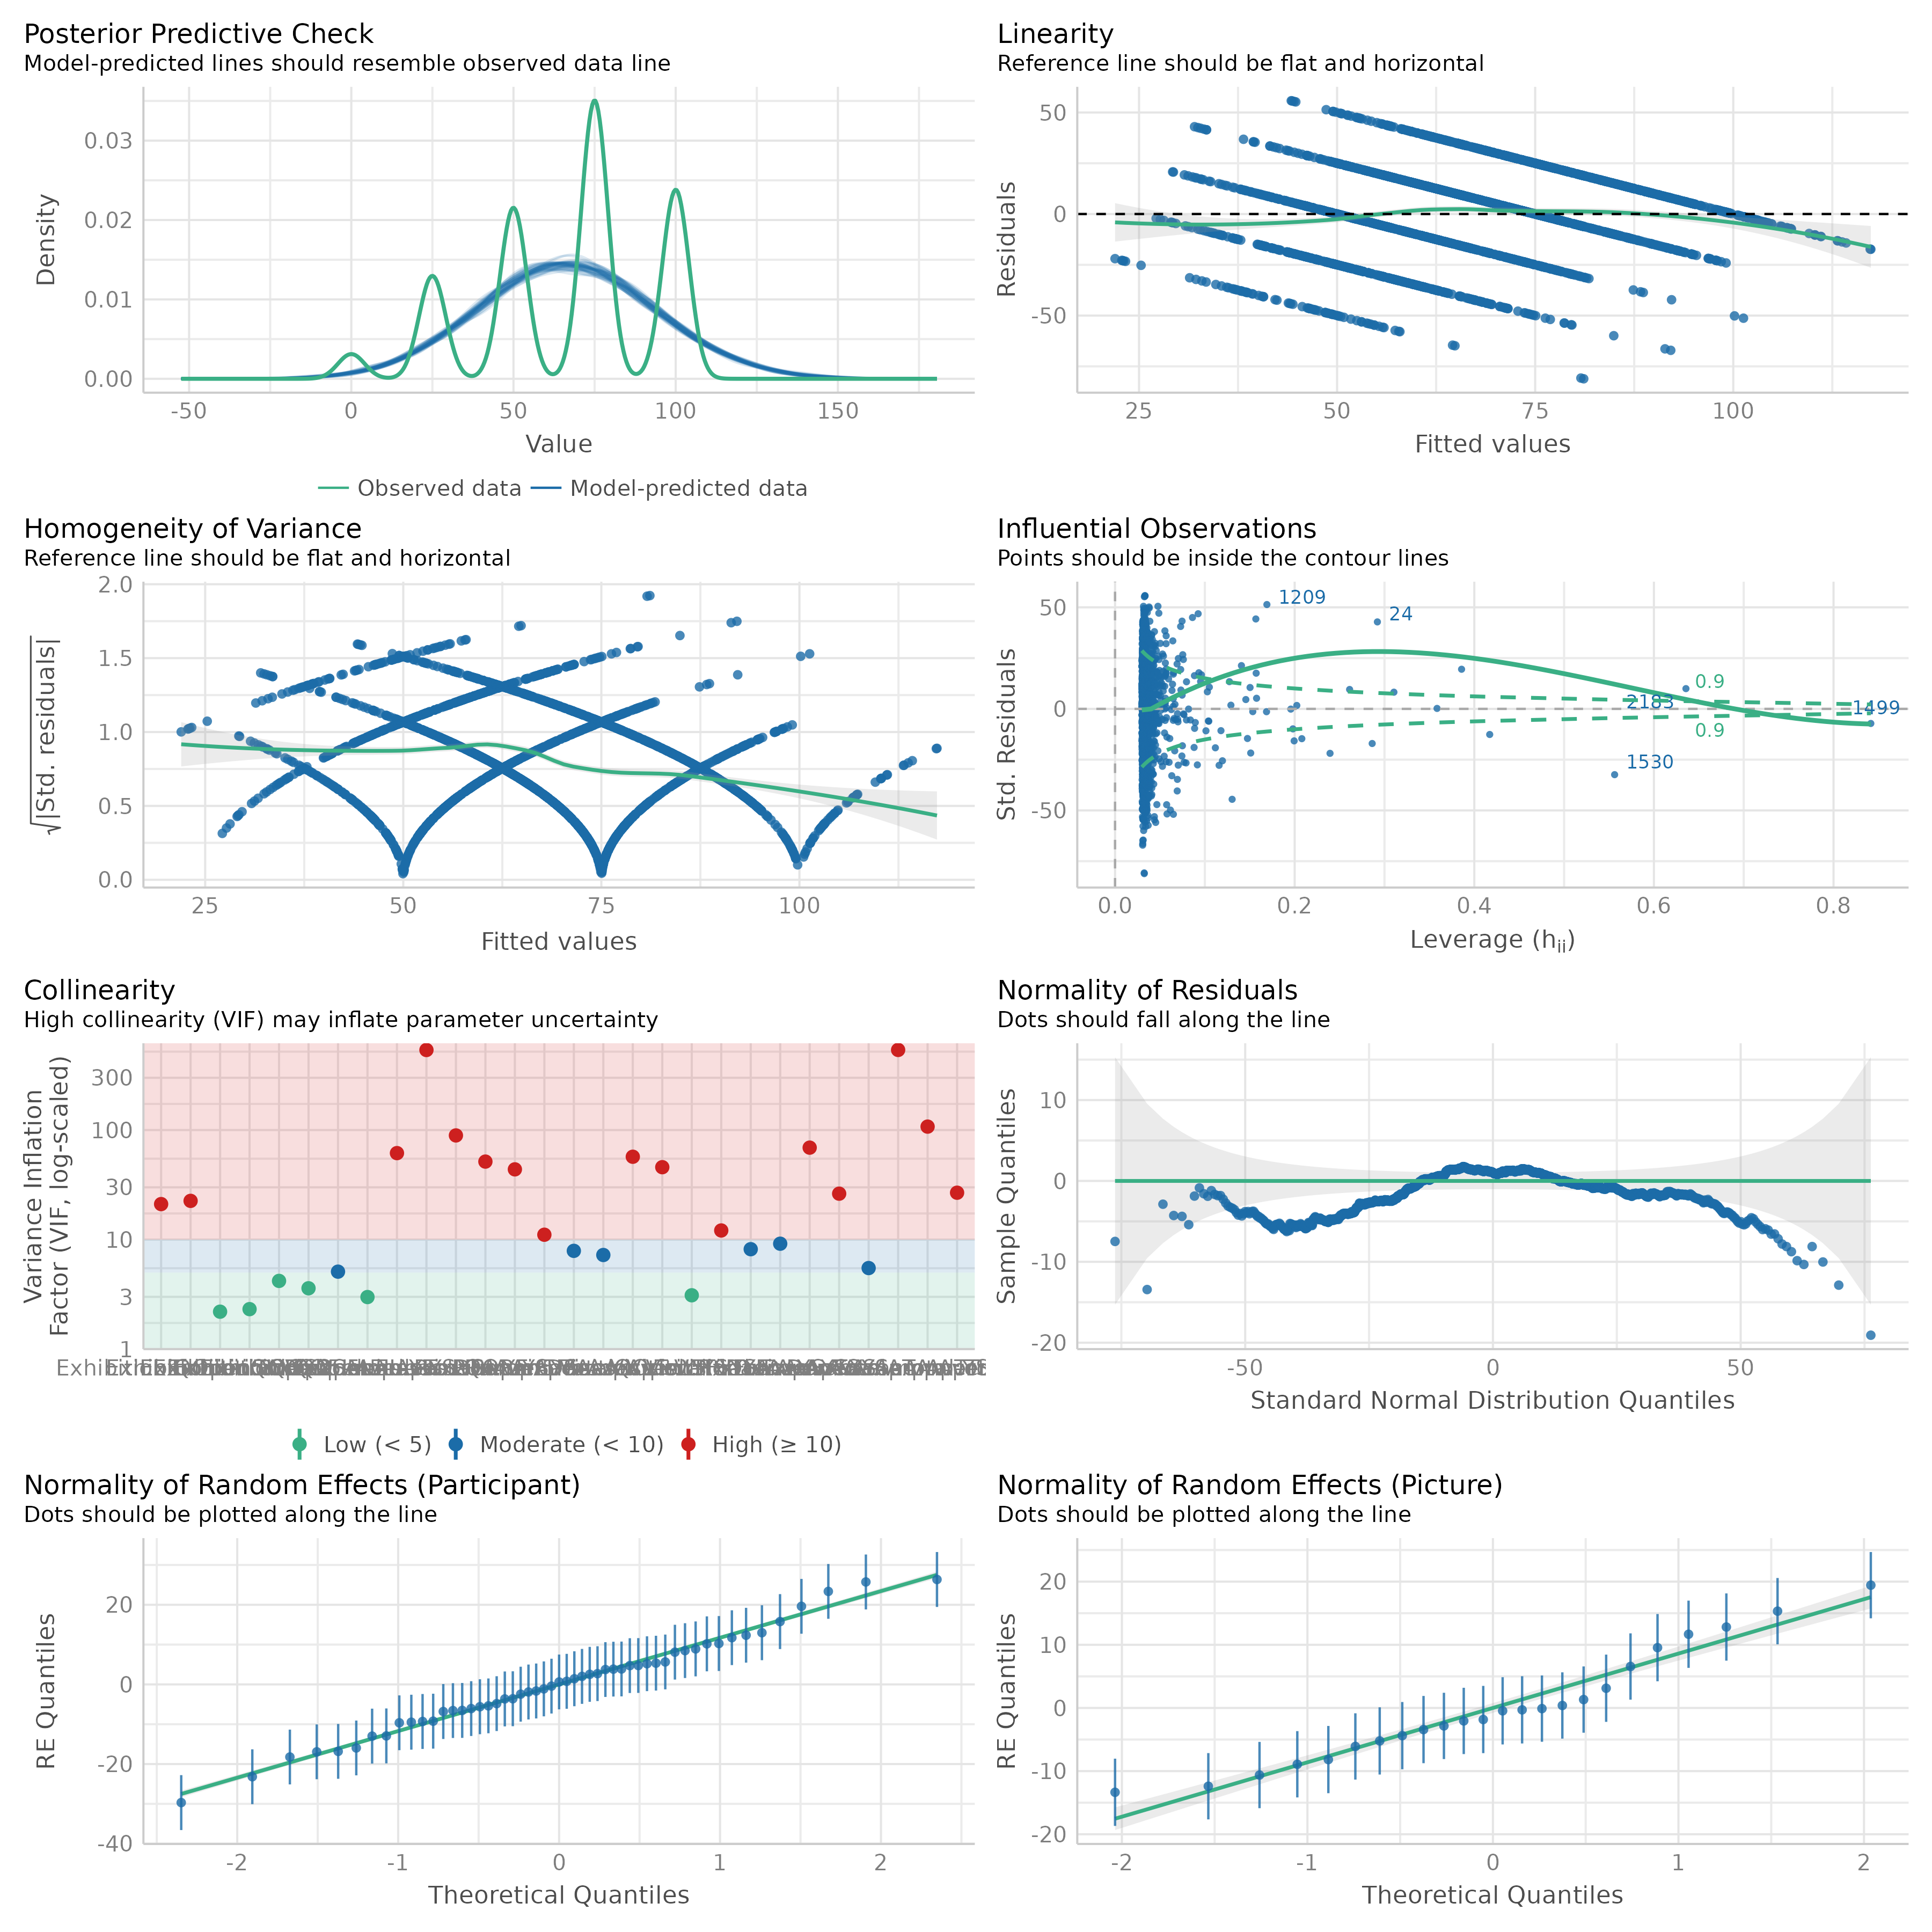 Posterior Predictive Check
Model-predicted lines should resemble observed data line
Density
0.03
0.02
0.01
0.00
-50 0 50 100 150
Value
Observed data Model-predicted data
Linearity
Reference line should be flat and horizontal
Residuals
50
0
-50
25 50 75 100
Fitted values
Homogeneity of Variance
Reference line should be flat and horizontal
√|Std. residuals|
2.0
1.5
1.0
0.5
0.0
25 50 75 100
Fitted values
Influential Observations
Points should be inside the contour lines
Std. Residuals
50
0
-50
1209
24
0.9
2183
1499
0.9
1530
0.0 0.2 0.4 0.6 0.8
Leverage (hii)
Collinearity
High collinearity (VIF) may inflate parameter uncertainty
Variance Inflation
Factor (VIF, log-scaled)
300
100
30
10
3
1
Low (< 5) Moderate (< 10) High (≥ 10)
Normality of Residuals
Dots should fall along the line
Sample Quantiles
10
0
-10
-20
-50 0 50
Standard Normal Distribution Quantiles
Normality of Random Effects (Participant)
Dots should be plotted along the line
RE Quantiles
20
0
-20
-40
-2 -1 0 1 2
Theoretical Quantiles
Normality of Random Effects (Picture)
Dots should be plotted along the line
RE Quantiles
20
10
0
-10
-20
-2 -1 0 1 2
Theoretical Quantiles